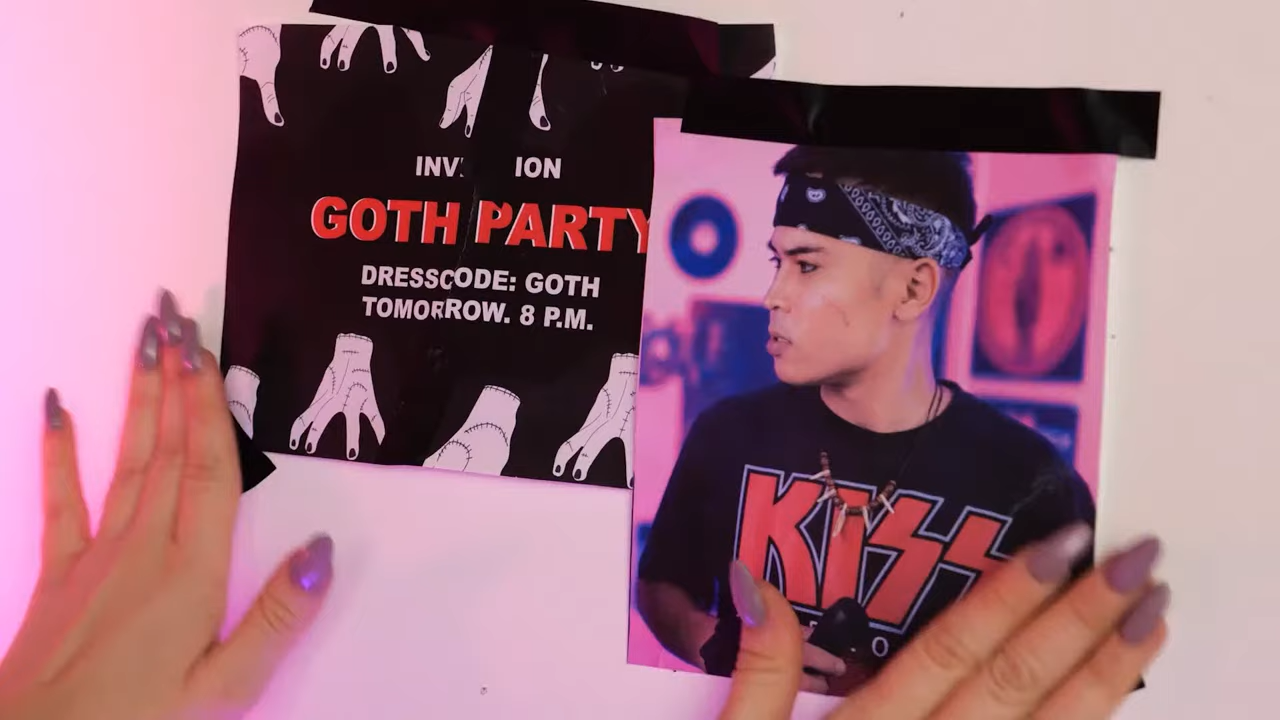 INV ION
GOTH PARTY
DRESSCODE: GOTH
TOMORROW. 8 P.M.
KISS